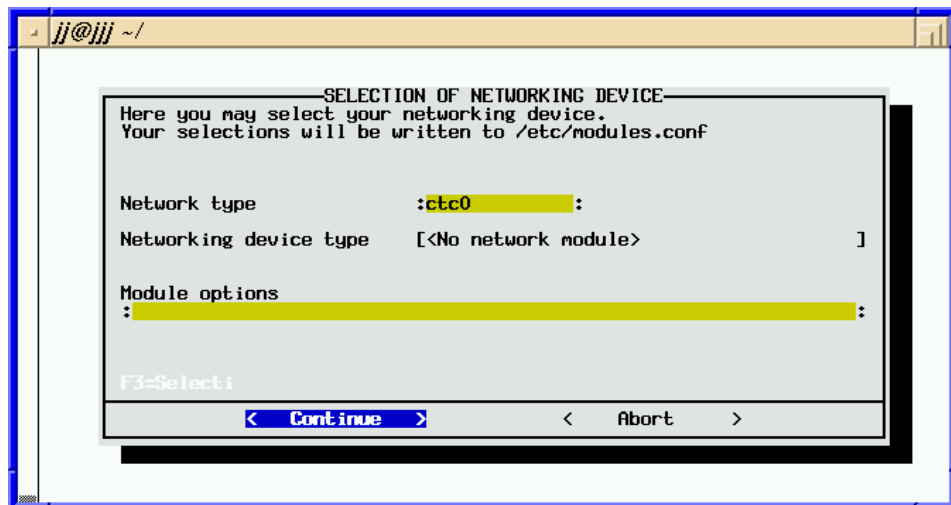 jj@jjj ~/
SELECTION OF NETWORKING DEVICE
Here you may select your networking device.
Your selections will be written to /etc/modules.conf
Network type :ctc0 :
Networking device type [<No network module> ]
Module options
: :
F3=Selecti
< Continue > < Abort >